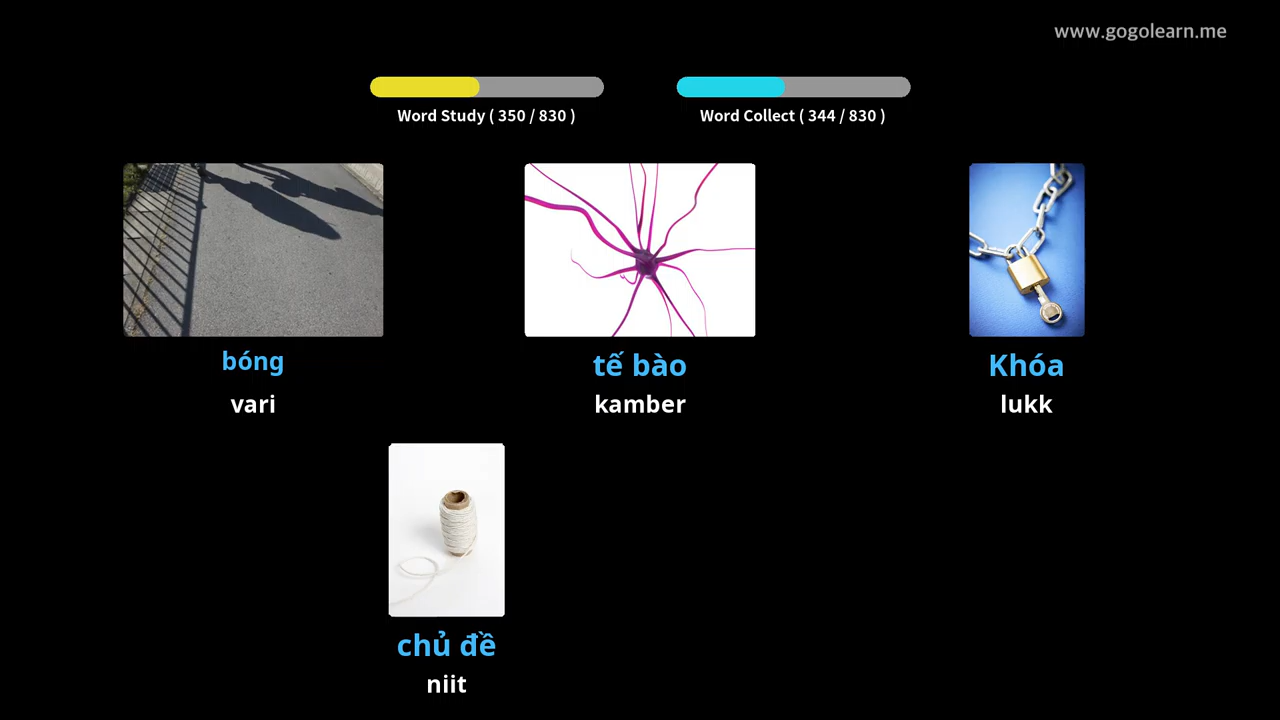 www.gogolearn.me
Word Study ( 350 / 830 )
Word Collect ( 344 / 830 )
bóng
vari
tế bào
kamber
Khóa
lukk
chủ đề
niit